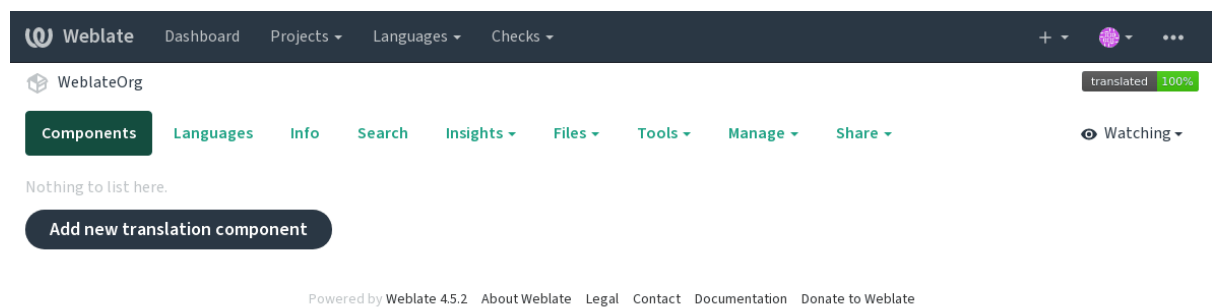 Weblate Dashboard Projects Languages Checks
WeblateOrg translated 100%
Components Languages Info Search Insights Files Tools Manage Share Watching
Nothing to list here.
Add new translation component
Powered by Weblate 4.5.2 About Weblate Legal Contact Documentation Donate to Weblate